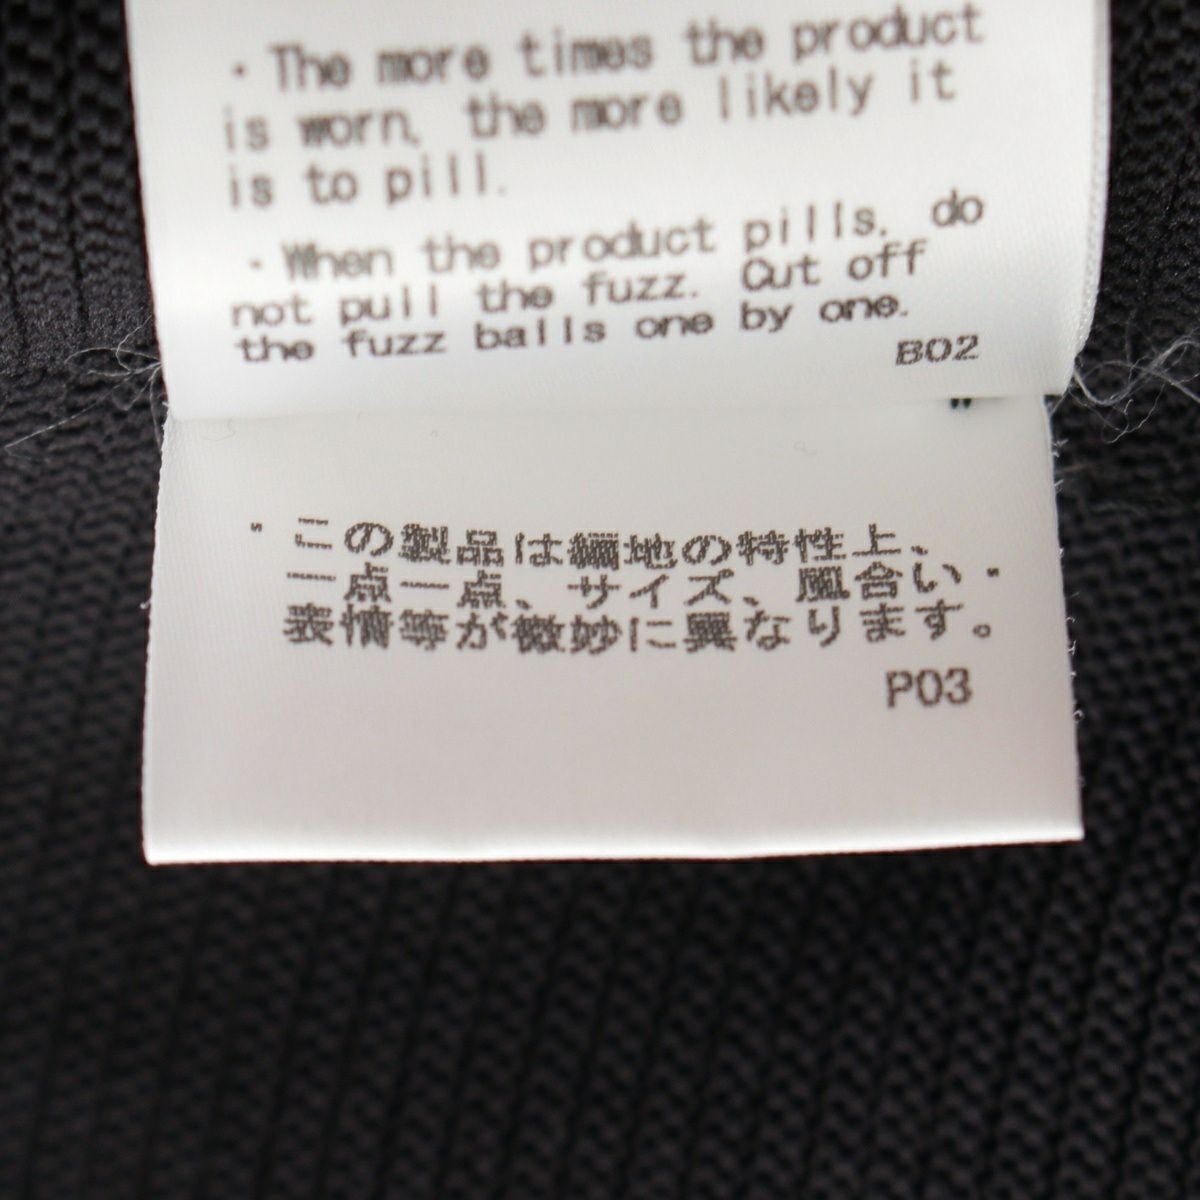 ・The more times the product
is worn, the more likely it
is to pill.
・When the product pills, do
not pull the fuzz. Cut off
the fuzz balls one by one.
B02
・この製品は編地の特性上、
一点一点、サイズ、風合い・
表情等が微妙に異なります。
P03